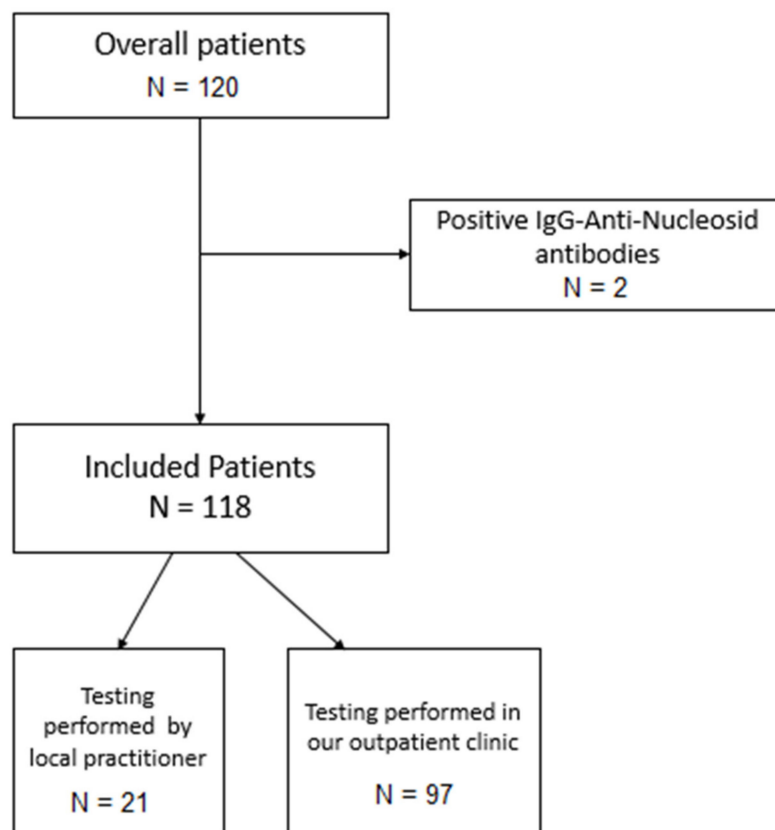 Overall patients
N = 120
Positive IgG-Anti-Nucleosid
antibodies
N = 2
Included Patients
N = 118
Testing
performed by
local practitioner
N = 21
Testing performed in
our outpatient clinic
N = 97